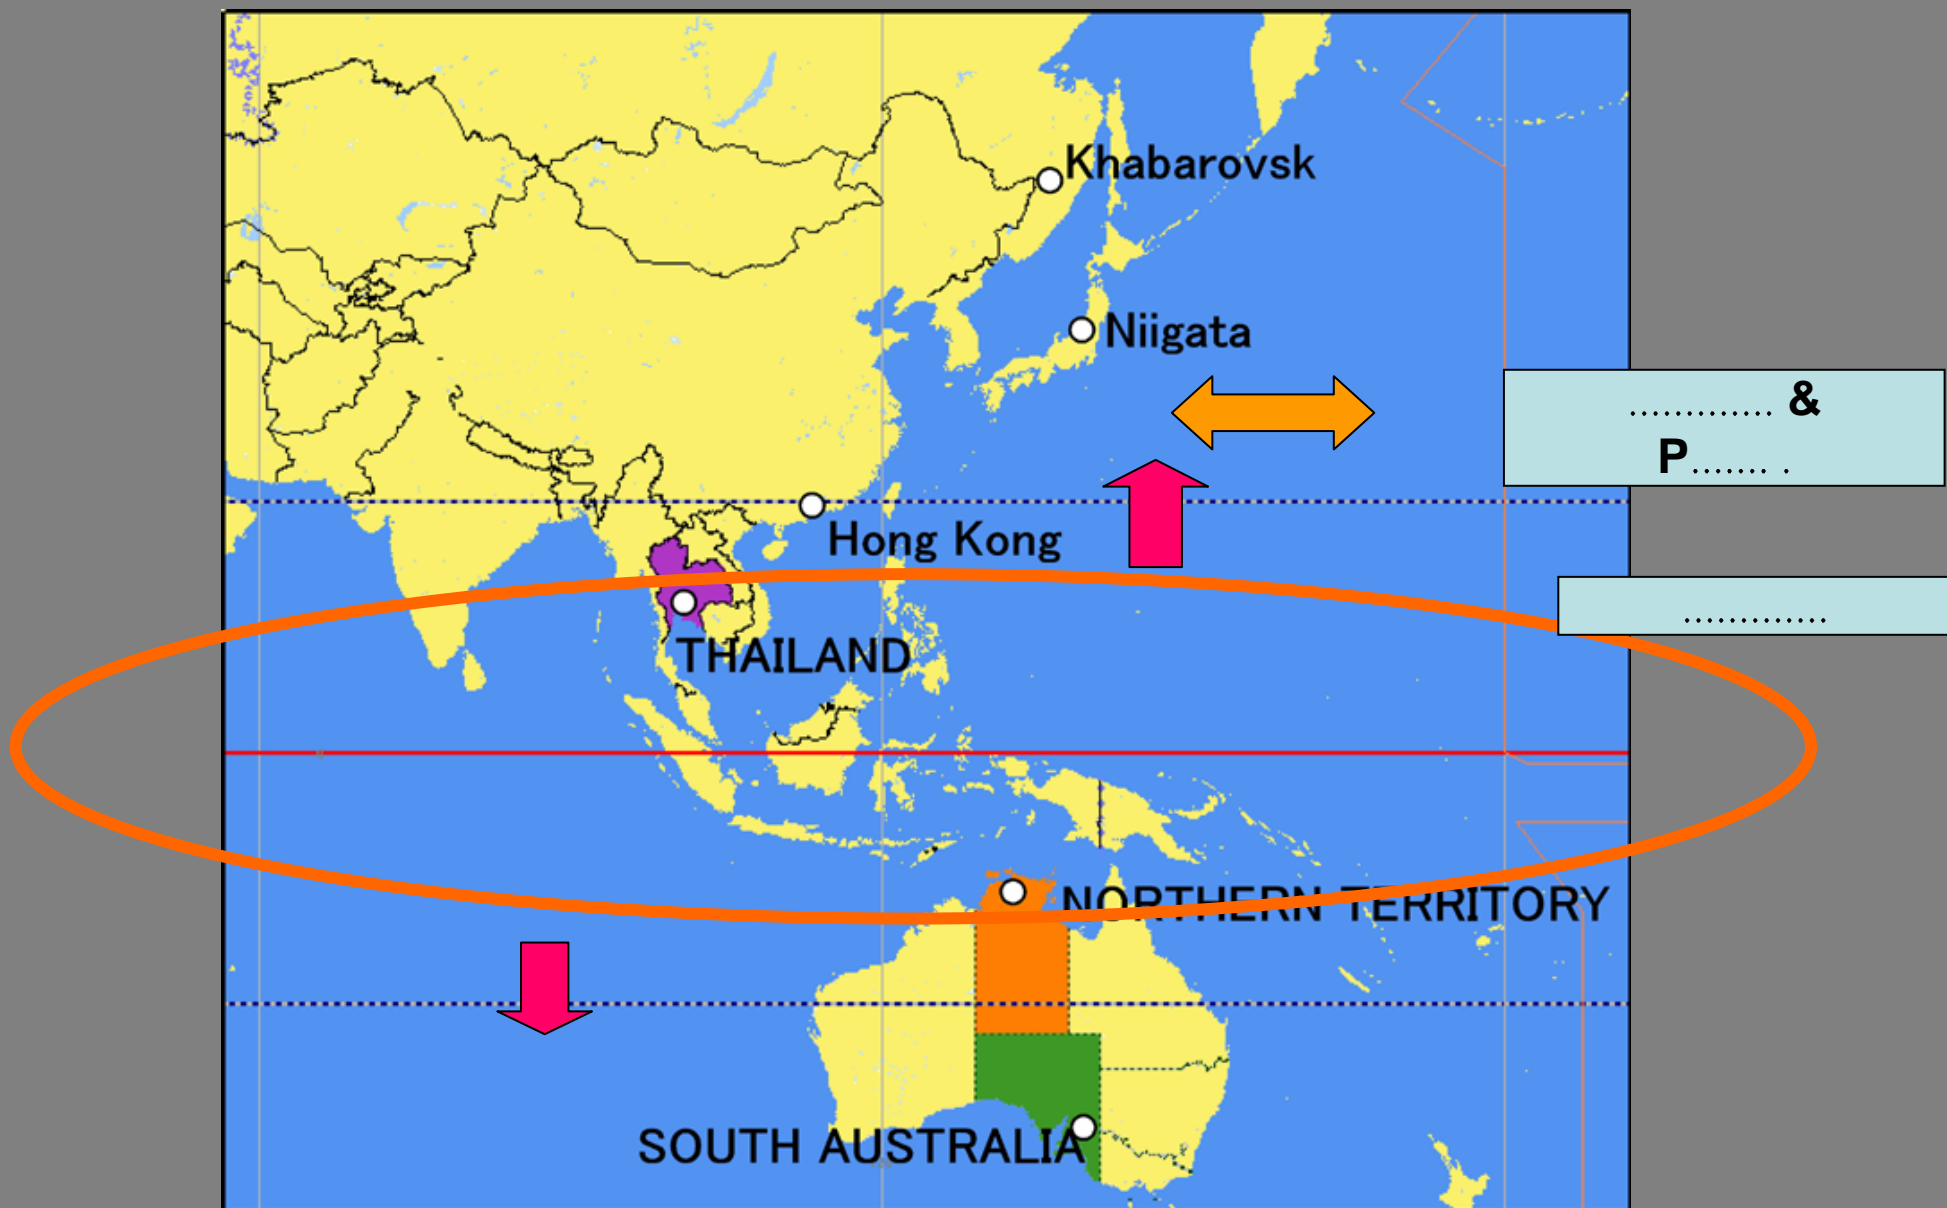 Khabarovsk
Niigata
............. &
P....... .
Hong Kong
.............
THAILAND
NORTHERN TERRITORY
SOUTH AUSTRALIA